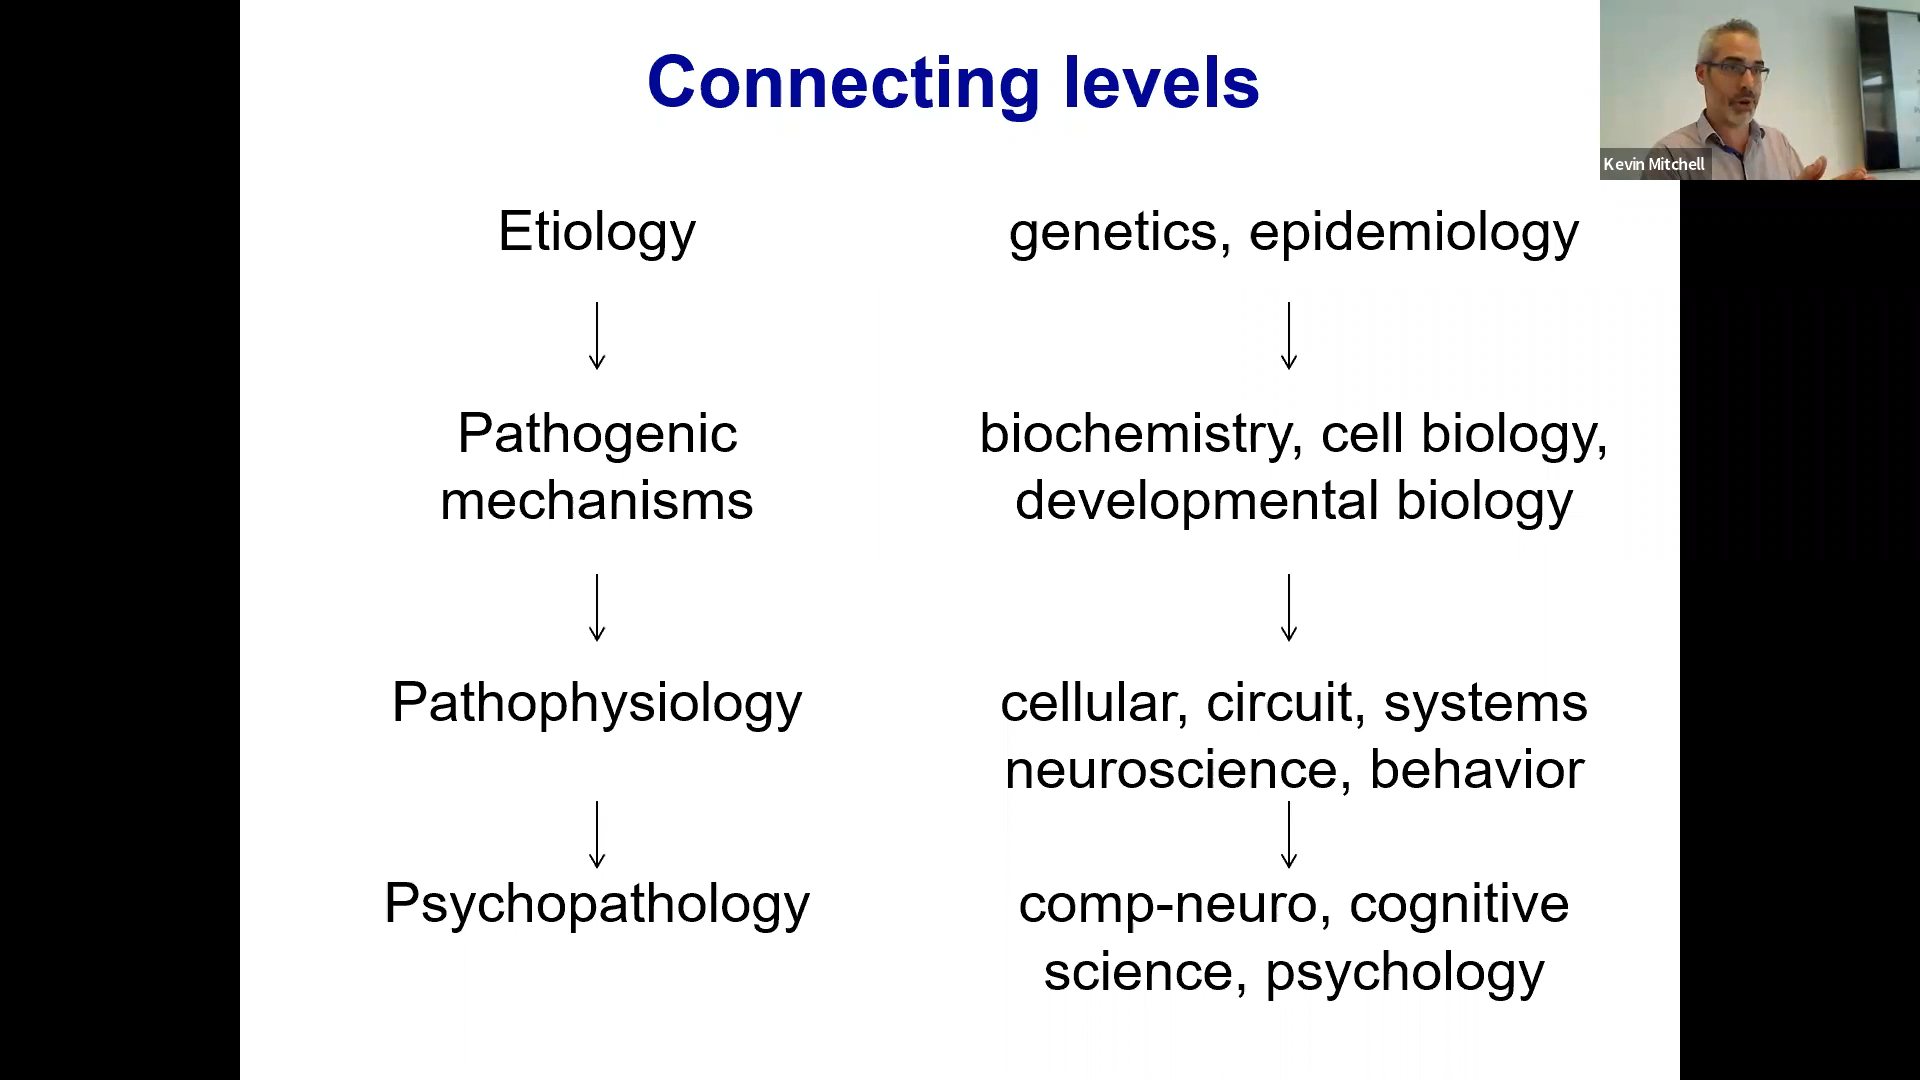 Connecting levels
Kevin Mitchell
Etiology
genetics, epidemiology
Pathogenic
mechanisms
biochemistry, cell biology,
developmental biology
Pathophysiology
cellular, circuit, systems
neuroscience, behavior
Psychopathology
comp-neuro, cognitive
science, psychology